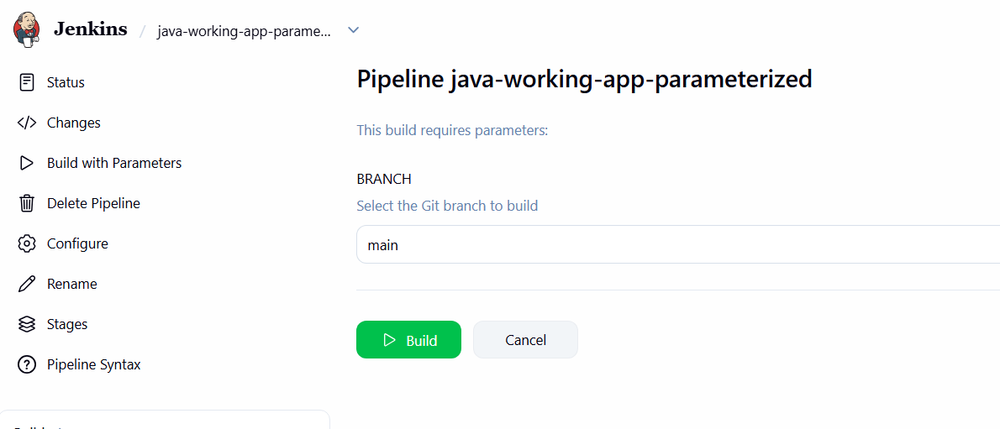 Jenkins / java-working-app-parame...
Status
Changes
Build with Parameters
Delete Pipeline
Configure
Rename
Stages
Pipeline Syntax
Pipeline java-working-app-parameterized
This build requires parameters:
BRANCH
Select the Git branch to build
main
Build
Cancel